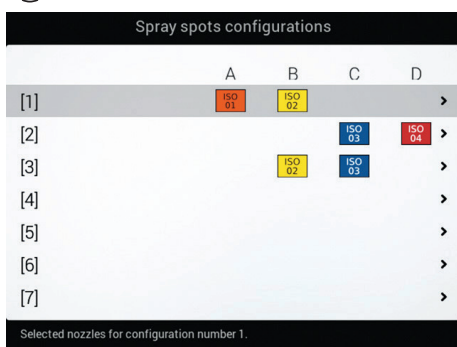 Spray spots configurations
A B C D
[1] ISO 01 ISO 02 >
[2] ISO 03 ISO 04 >
[3] ISO 02 ISO 03 >
[4] >
[5] >
[6] >
[7] >
Selected nozzles for configuration number 1.